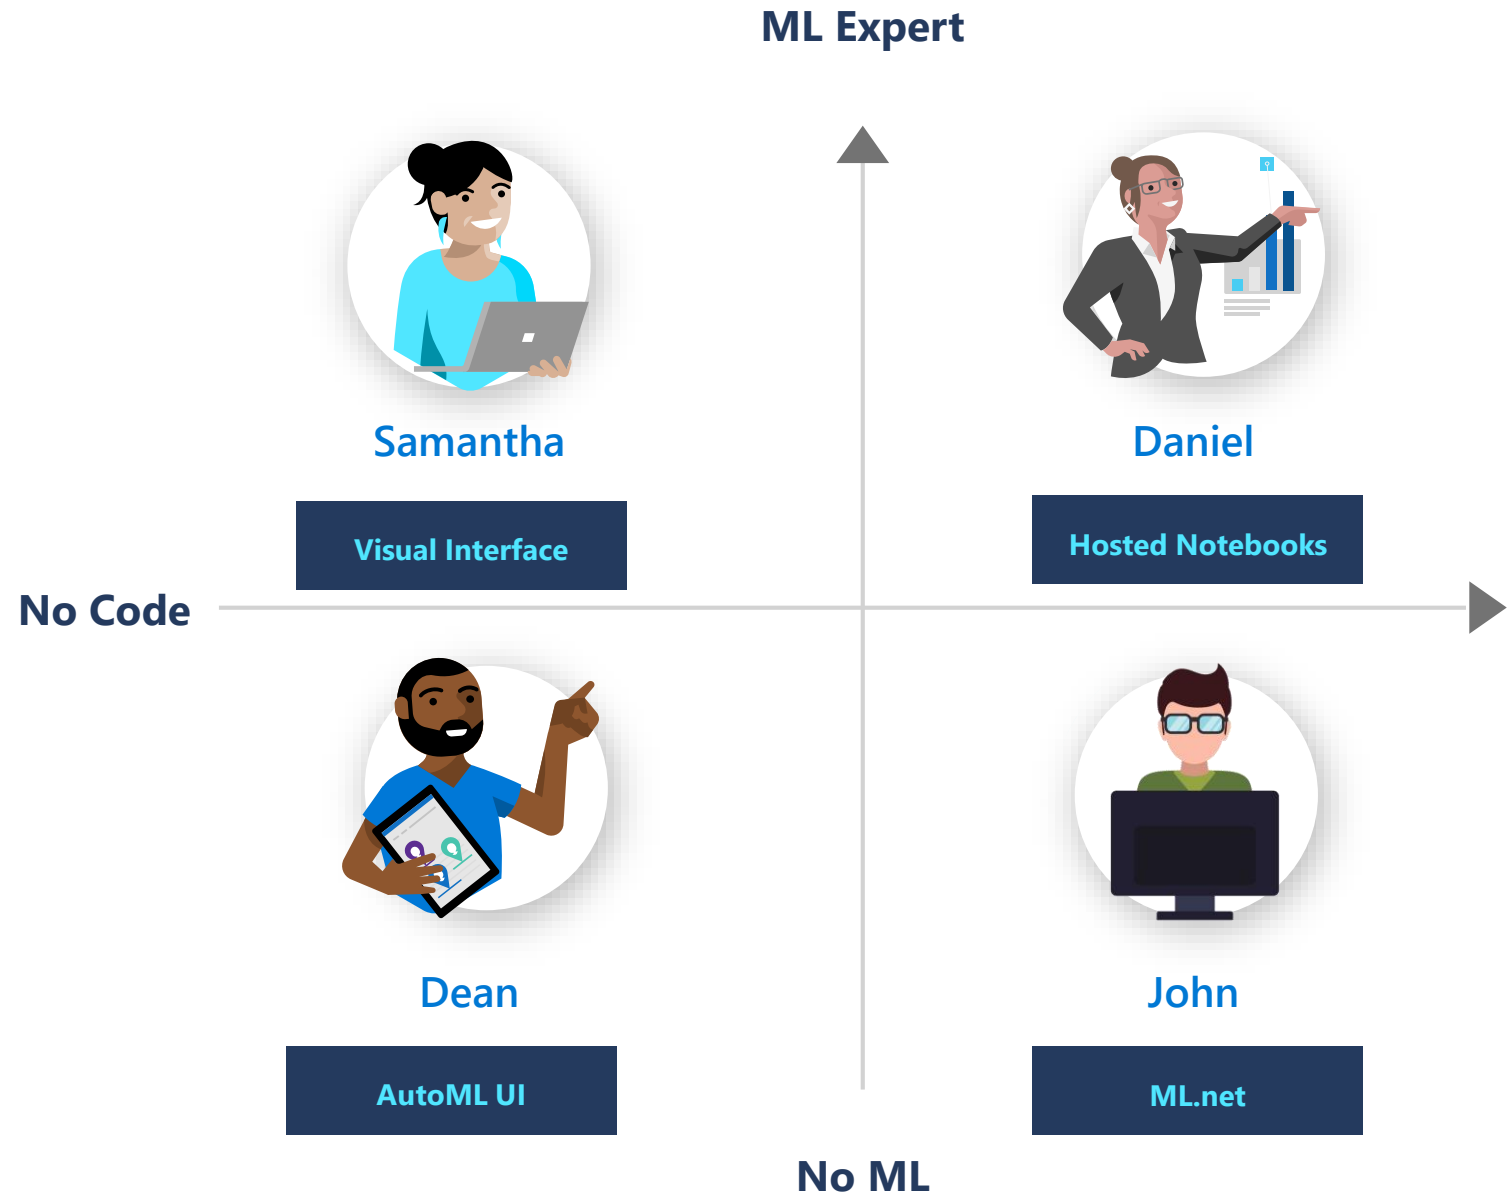 ML Expert
Samantha
Daniel
Visual Interface
Hosted Notebooks
No Code
Dean
John
AutoML UI
ML.net
No ML